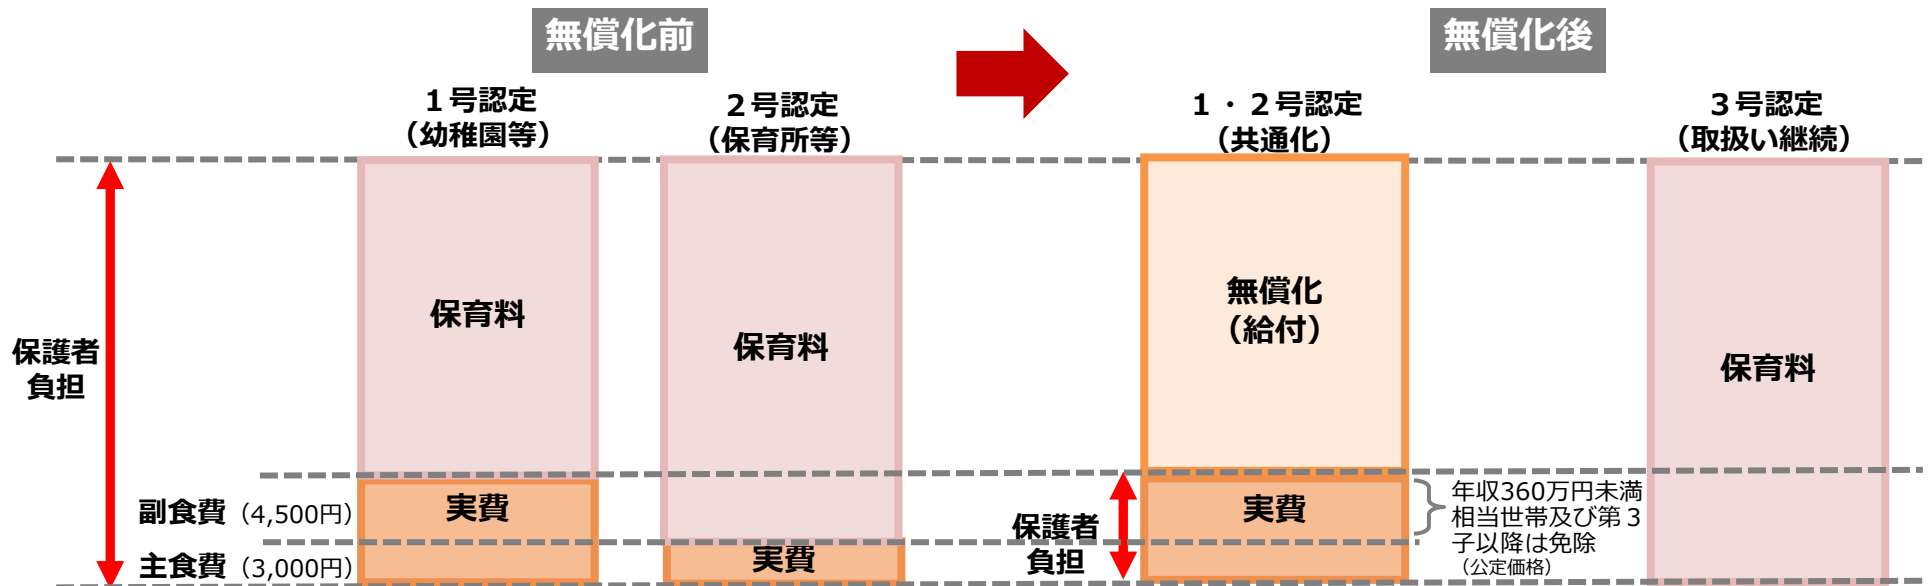 無償化前
無償化後
１号認定
（幼稚園等）
２号認定
（保育所等）
１・２号認定
（共通化）
３号認定
（取扱い継続）
保育料
保育料
無償化
（給付）
保育料
保護者
負担
副食費（4,500円）
実費
主食費（3,000円）
実費
保護者
負担
実費
年収360万円未満
相当世帯及び第３
子以降は免除
（公定価格）